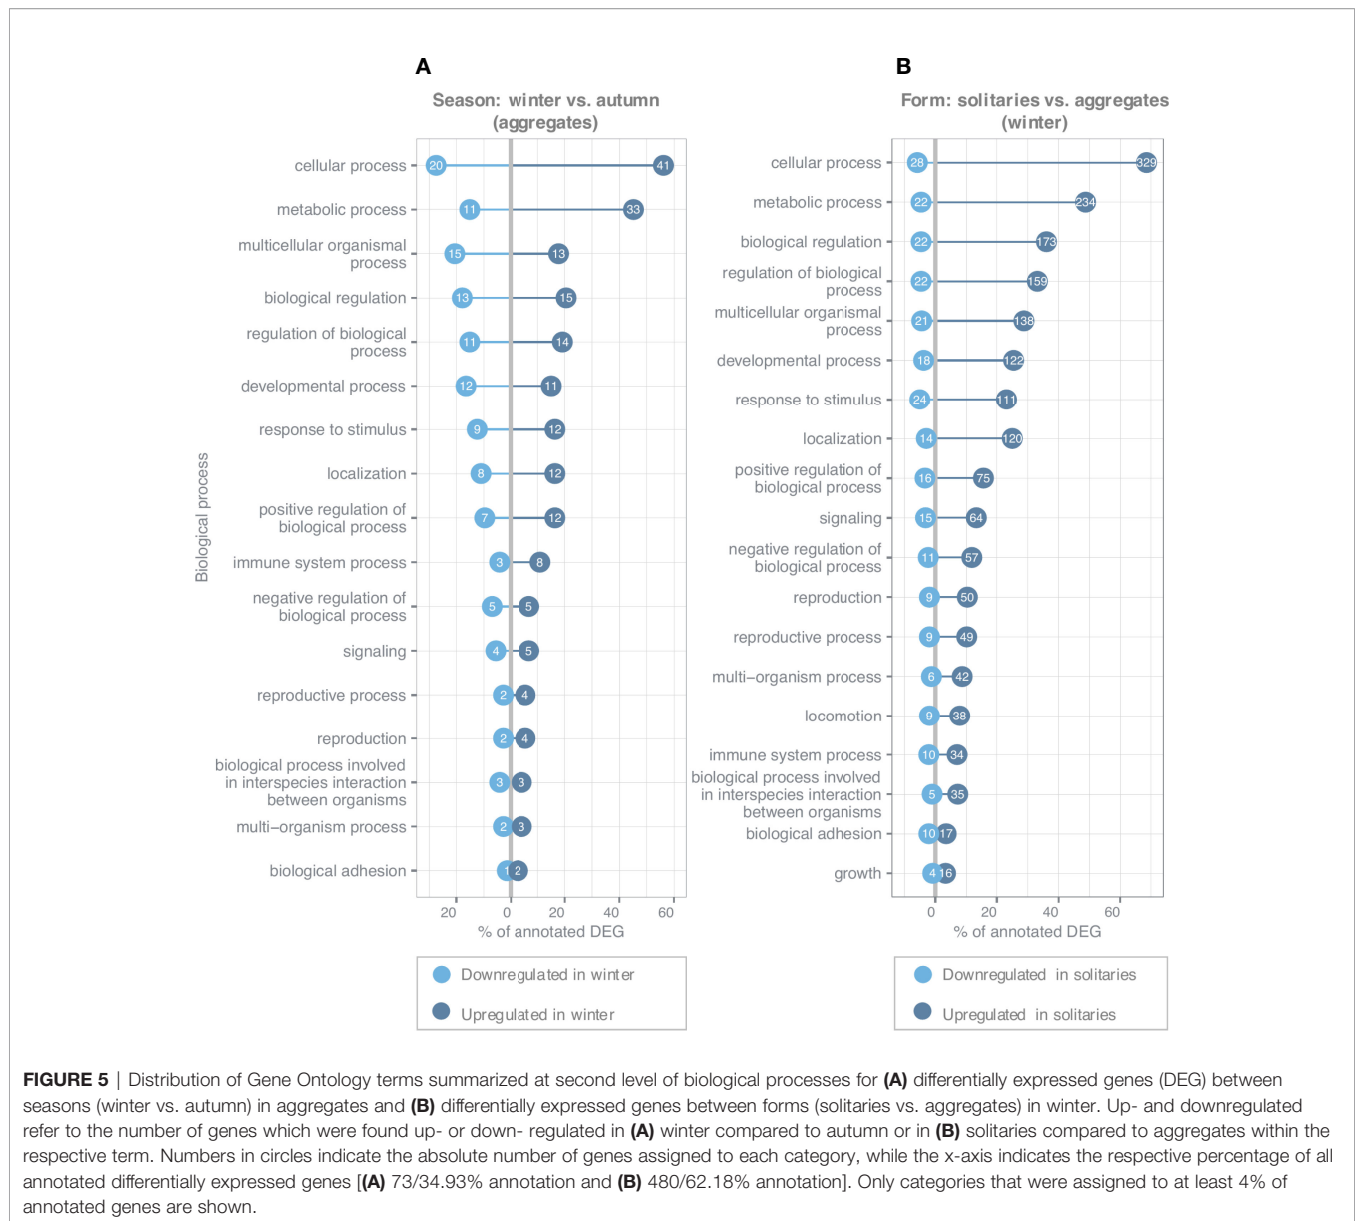 A
Season: winter vs. autumn
(aggregates)
Biological process
cellular process
20
41
metabolic process
11
33
multicellular organismal
process
15
13
biological regulation
13
15
regulation of biological
process
11
14
developmental process
12
11
response to stimulus
9
12
localization
8
12
positive regulation of
biological process
7
12
immune system process
3
8
negative regulation of
biological process
5
5
signaling
4
5
reproductive process
2
4
reproduction
2
4
biological process involved
in interspecies interaction
between organisms
3
3
multi−organism process
2
3
biological adhesion
1
2
20 0 20 40 60
% of annotated DEG
Downregulated in winter
Upregulated in winter
B
Form: solitaries vs. aggregates
(winter)
cellular process
28
329
metabolic process
22
234
biological regulation
22
173
regulation of biological
process
22
159
multicellular organismal
process
21
138
developmental process
18
122
response to stimulus
24
111
localization
14
120
positive regulation of
biological process
16
75
signaling
15
64
negative regulation of
biological process
11
57
reproduction
9
50
reproductive process
9
49
multi−organism process
6
42
locomotion
9
38
immune system process
10
34
biological process involved
in interspecies interaction
between organisms
5
35
biological adhesion
10
17
growth
4
16
0 20 40 60
% of annotated DEG
Downregulated in solitaries
Upregulated in solitaries
FIGURE 5 | Distribution of Gene Ontology terms summarized at second level of biological processes for (A) differentially expressed genes (DEG) between
seasons (winter vs. autumn) in aggregates and (B) differentially expressed genes between forms (solitaries vs. aggregates) in winter. Up- and downregulated
refer to the number of genes which were found up- or down- regulated in (A) winter compared to autumn or in (B) solitaries compared to aggregates within the
respective term. Numbers in circles indicate the absolute number of genes assigned to each category, while the x-axis indicates the respective percentage of all
annotated differentially expressed genes [(A) 73/34.93% annotation and (B) 480/62.18% annotation]. Only categories that were assigned to at least 4% of
annotated genes are shown.